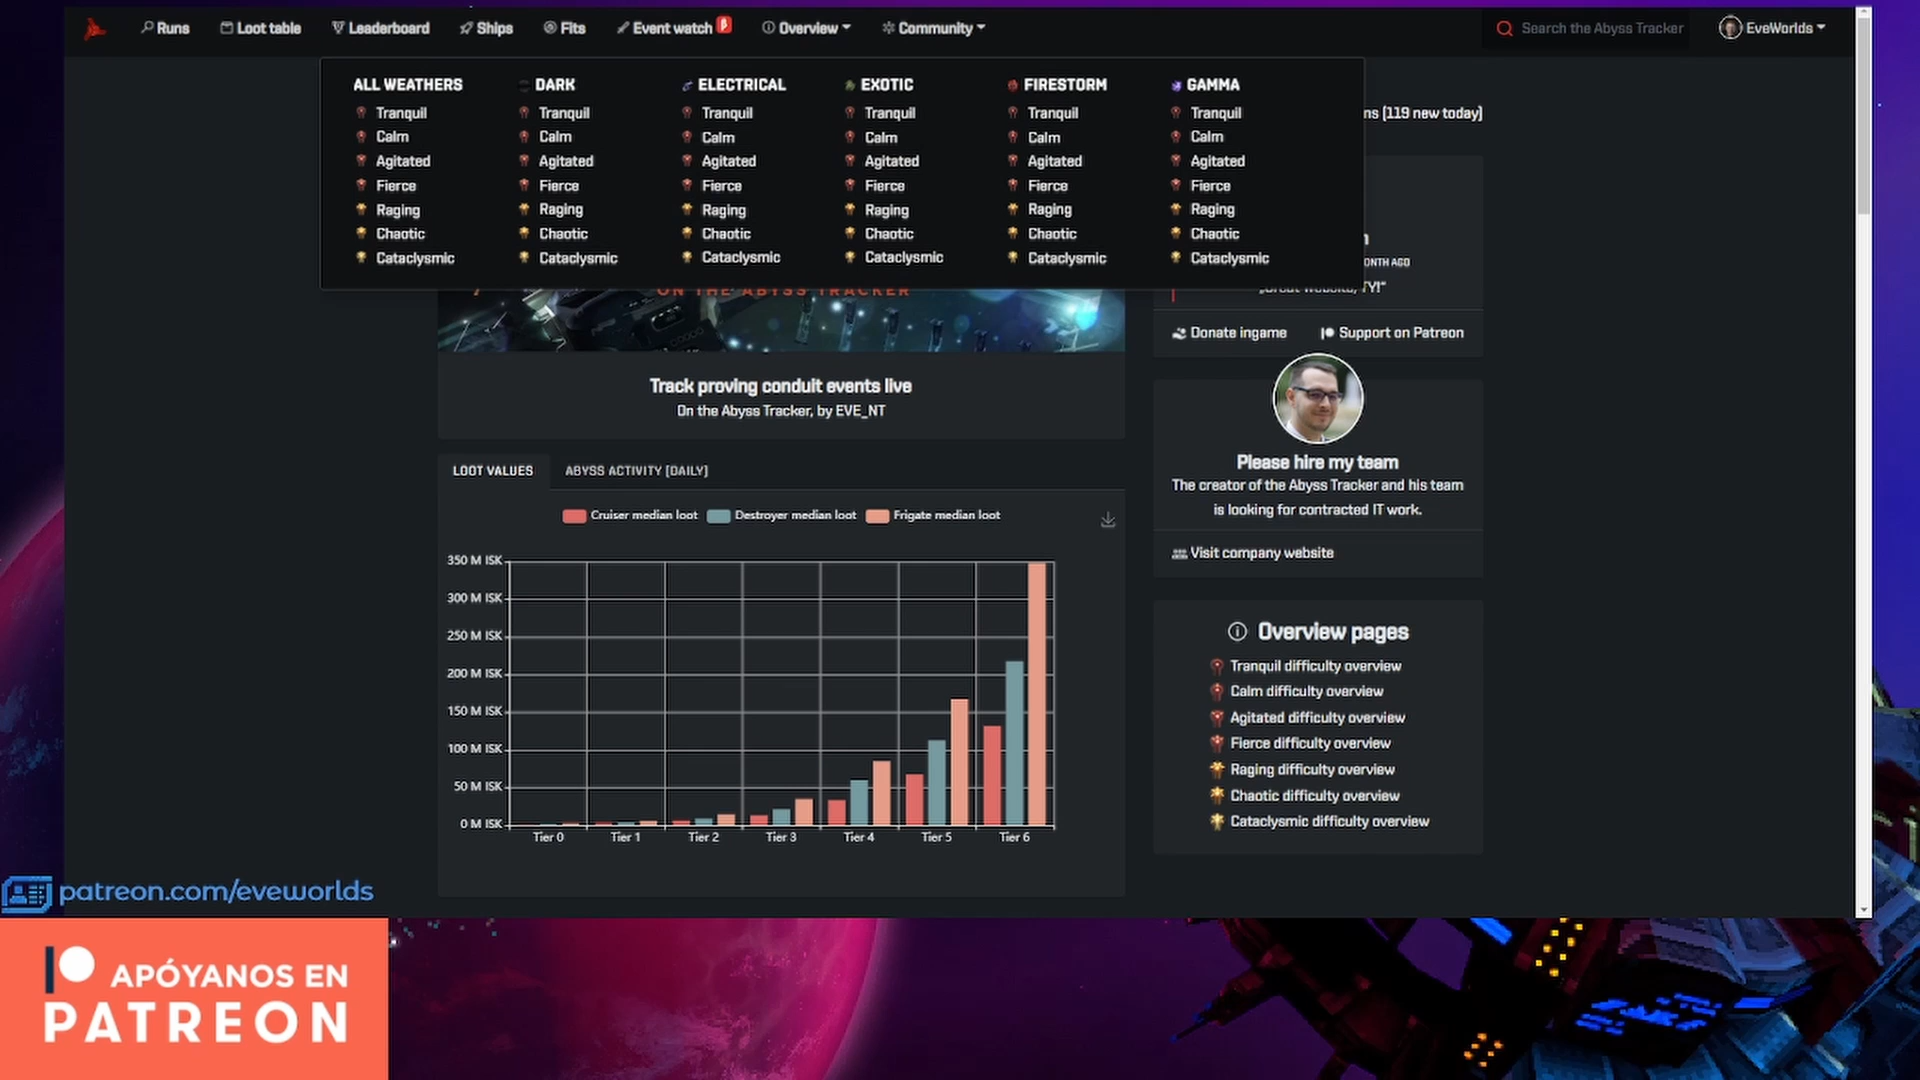 Runs
Loot table
Leaderboard
Ships
Fits
Event watch β
Overview
Community
Search the Abyss Tracker
EveWorlds
ALL WEATHERS
Tranquil
Calm
Agitated
Fierce
Raging
Chaotic
Cataclysmic
DARK
Tranquil
Calm
Agitated
Fierce
Raging
Chaotic
Cataclysmic
ELECTRICAL
Tranquil
Calm
Agitated
Fierce
Raging
Chaotic
Cataclysmic
EXOTIC
Tranquil
Calm
Agitated
Fierce
Raging
Chaotic
Cataclysmic
FIRESTORM
Tranquil
Calm
Agitated
Fierce
Raging
Chaotic
Cataclysmic
GAMMA
Tranquil
Calm
Agitated
Fierce
Raging
Chaotic
Cataclysmic
ns [119 new today]
ONTH AGO
TY!"
Donate ingame
Support on Patreon
ON THE ABYSS TRACKER
Track proving conduit events live
On the Abyss Tracker, by EVE_NT
Please hire my team
The creator of the Abyss Tracker and his team
is looking for contracted IT work.
Visit company website
LOOT VALUES
ABYSS ACTIVITY [DAILY]
Cruiser median loot
Destroyer median loot
Frigate median loot
350 M ISK
300 M ISK
250 M ISK
200 M ISK
150 M ISK
100 M ISK
50 M ISK
0 M ISK
Tier 0
Tier 1
Tier 2
Tier 3
Tier 4
Tier 5
Tier 6
Overview pages
Tranquil difficulty overview
Calm difficulty overview
Agitated difficulty overview
Fierce difficulty overview
Raging difficulty overview
Chaotic difficulty overview
Cataclysmic difficulty overview
patreon.com/eveworlds
APÓYANOS EN
PATREON